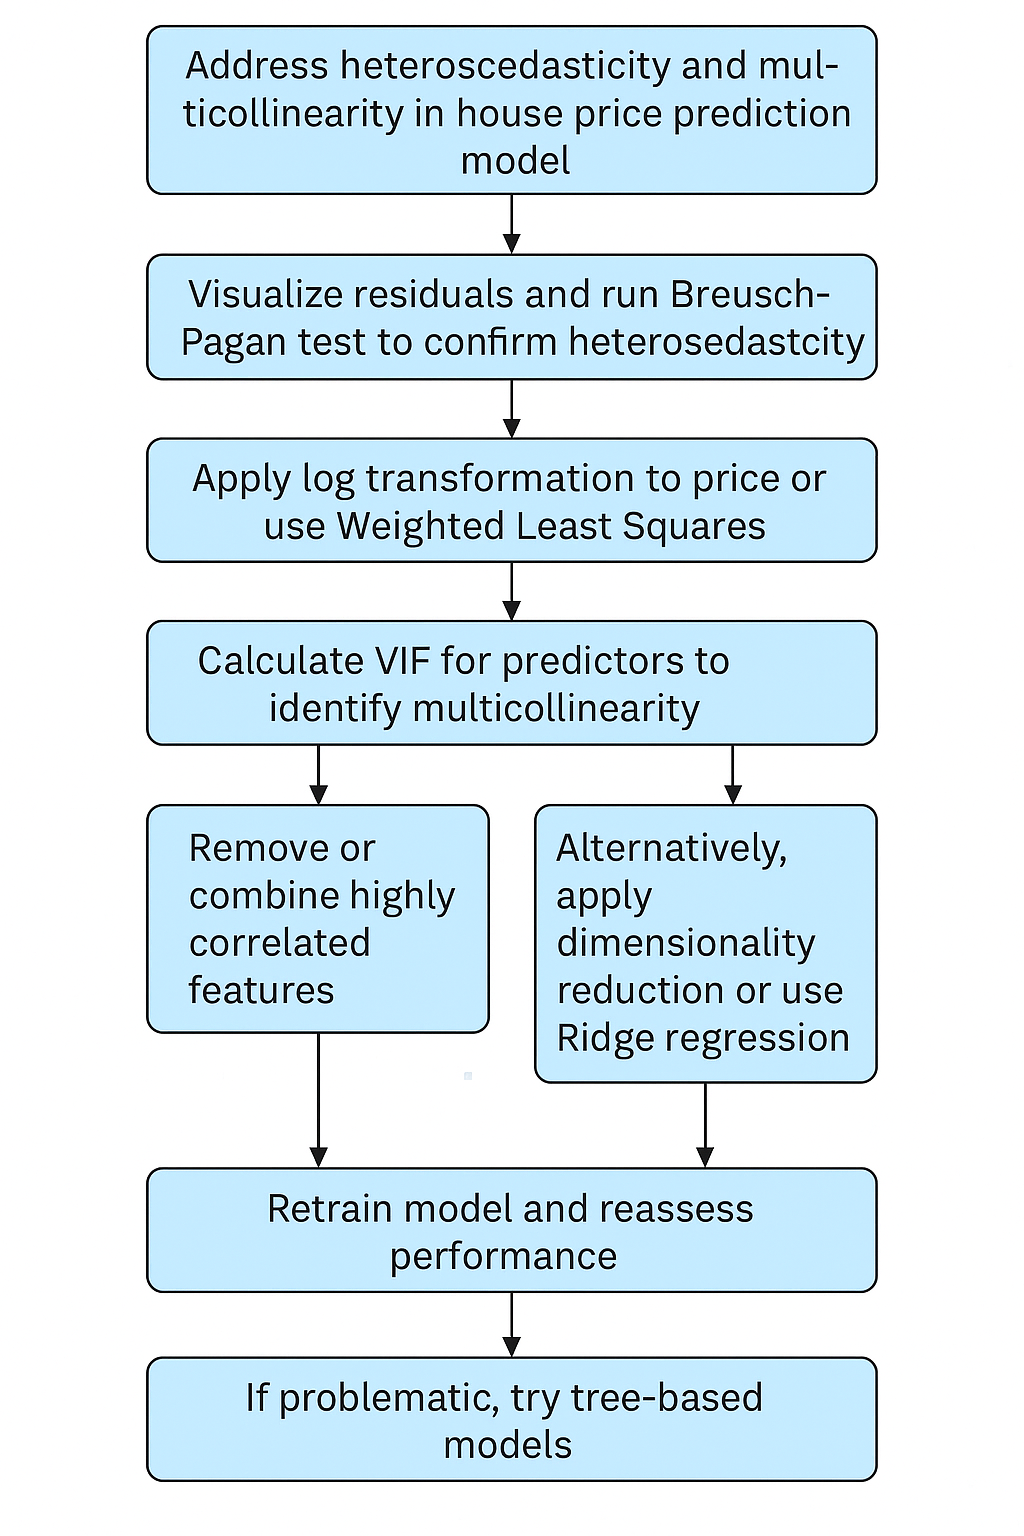 Address heteroscedasticity and mul-
ticollinearity in house price prediction
model
Visualize residuals and run Breusch-
Pagan test to confirm heterosedastcity
Apply log transformation to price or
use Weighted Least Squares
Calculate VIF for predictors to
identify multicollinearity
Remove or
combine highly
correlated
features
Alternatively,
apply
dimensionality
reduction or use
Ridge regression
Retrain model and reassess
performance
If problematic, try tree-based
models